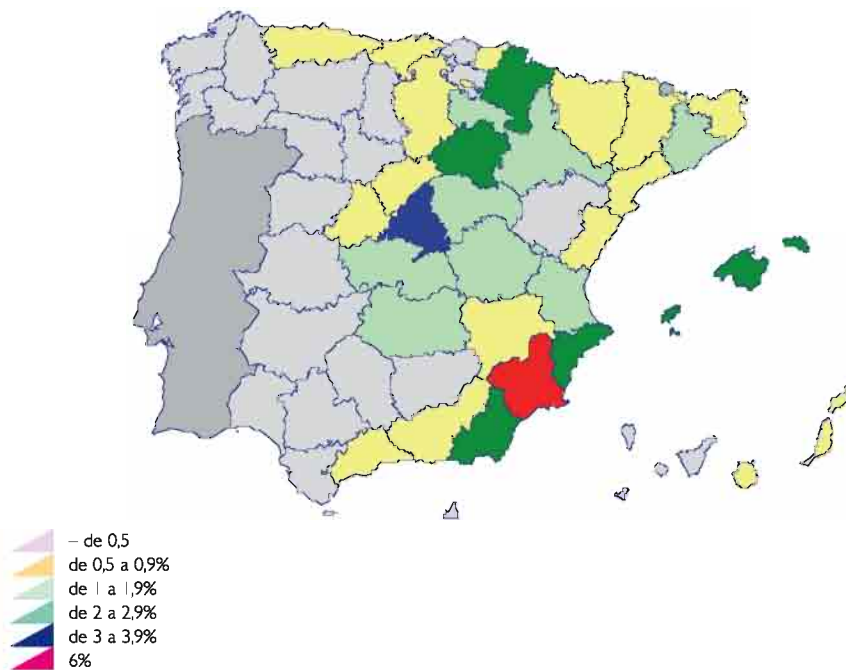 – de 0,5
de 0,5 a 0,9%
de 1 a 1,9%
de 2 a 2,9%
de 3 a 3,9%
6%